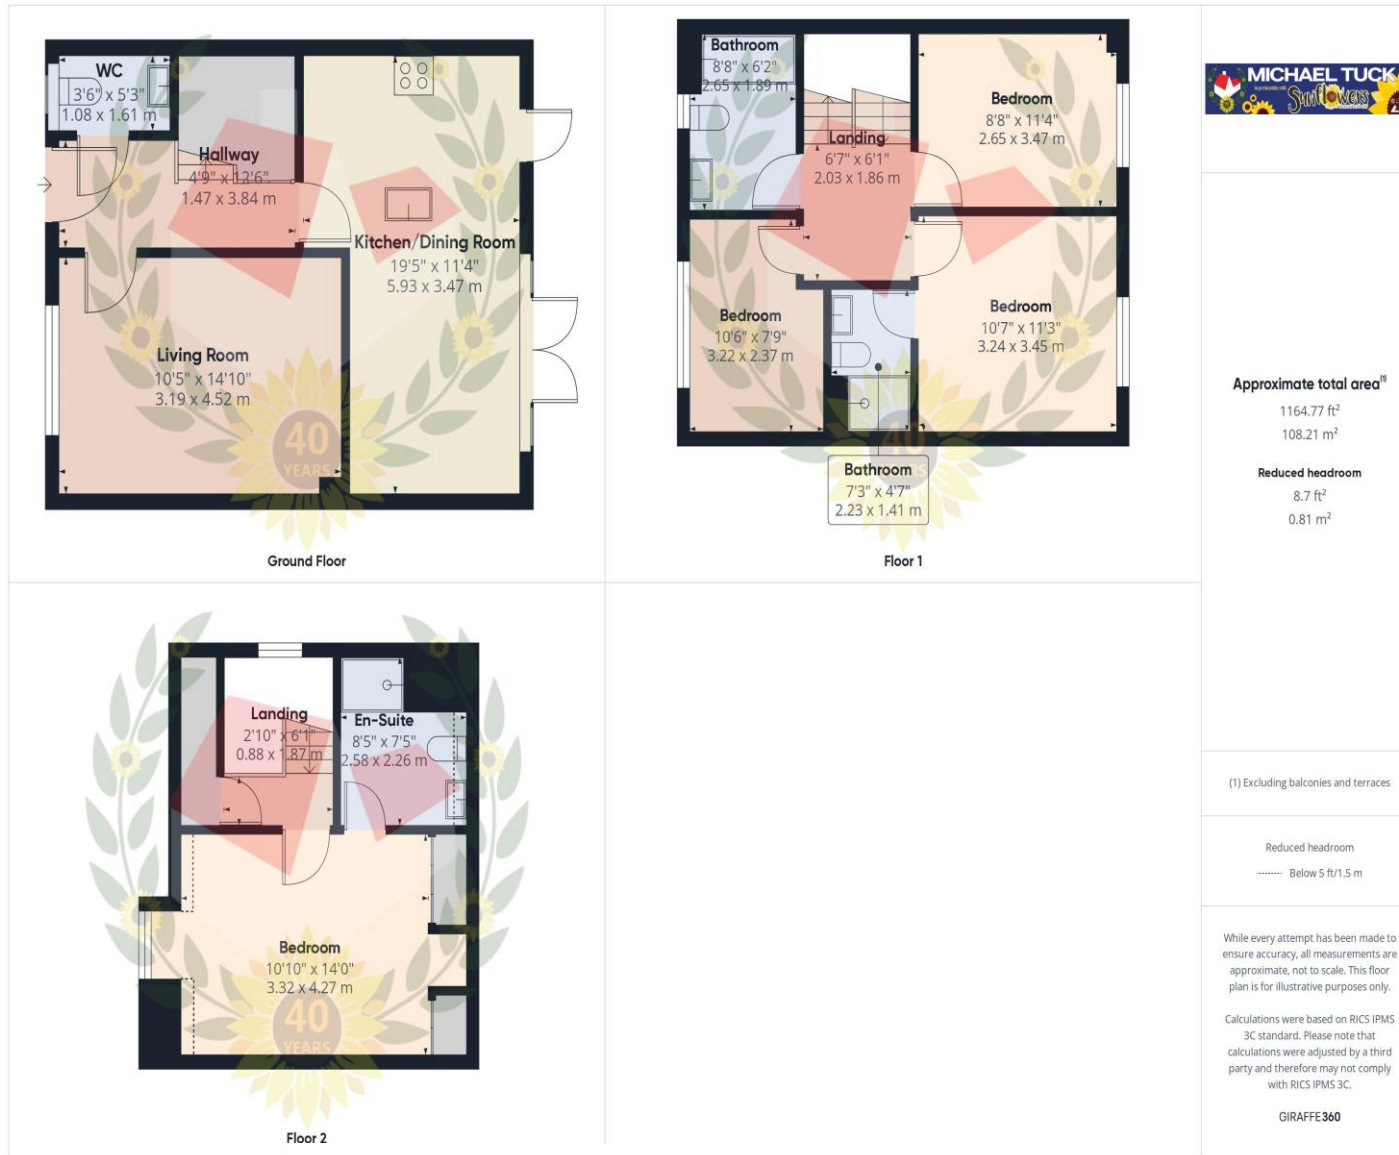 WC
3'6" x 5'3"
1.08 x 1.61 m
Hallway
4'9" x 12'6"
1.47 x 3.84 m
Kitchen/Dining Room
19'5" x 11'4"
5.93 x 3.47 m
Living Room
10'5" x 14'10"
3.19 x 4.52 m
40
YEARS
Ground Floor
Bathroom
8'8" x 6'2"
2.65 x 1.89 m
Landing
6'7" x 6'1"
2.03 x 1.86 m
Bedroom
8'8" x 11'4"
2.65 x 3.47 m
Bedroom
10'6" x 7'9"
3.22 x 2.37 m
Bedroom
10'7" x 11'3"
3.24 x 3.45 m
40
Bathroom
7'3" x 4'7"
2.23 x 1.41 m
Floor 1
Landing
2'10" x 6'1"
0.88 x 1.87 m
En-Suite
8'5" x 7'5"
2.58 x 2.26 m
Bedroom
10'10" x 14'0"
3.32 x 4.27 m
40
YEARS
Floor 2
MICHAEL TUCK
Sunflowers
Approximate total area(1)
1164.77 ft²
108.21 m²
Reduced headroom
8.7 ft²
0.81 m²
(1) Excluding balconies and terraces
Reduced headroom
Below 5 ft/1.5 m
While every attempt has been made to
ensure accuracy, all measurements are
approximate, not to scale. This floor
plan is for illustrative purposes only.
Calculations were based on RICS IPMS
3C standard. Please note that
calculations were adjusted by a third
party and therefore may not comply
with RICS IPMS 3C.
GIRAFFE360